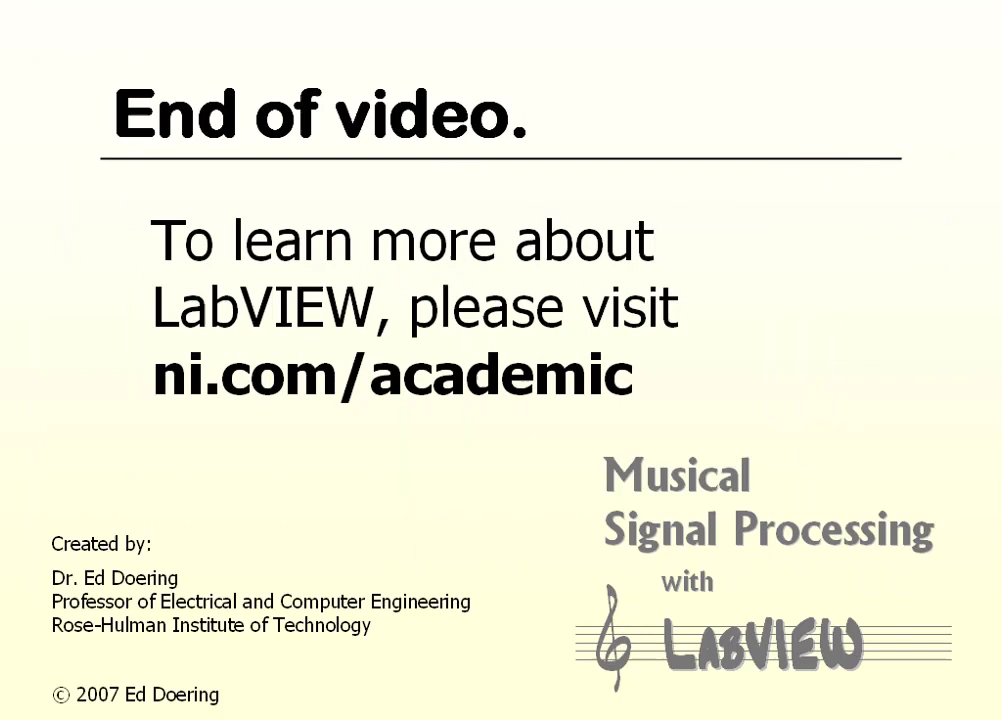 End of video.
To learn more about
LabVIEW, please visit
ni.com/academic
Musical
Signal Processing
with
LABVIEW
Created by:
Dr. Ed Doering
Professor of Electrical and Computer Engineering
Rose-Hulman Institute of Technology
© 2007 Ed Doering